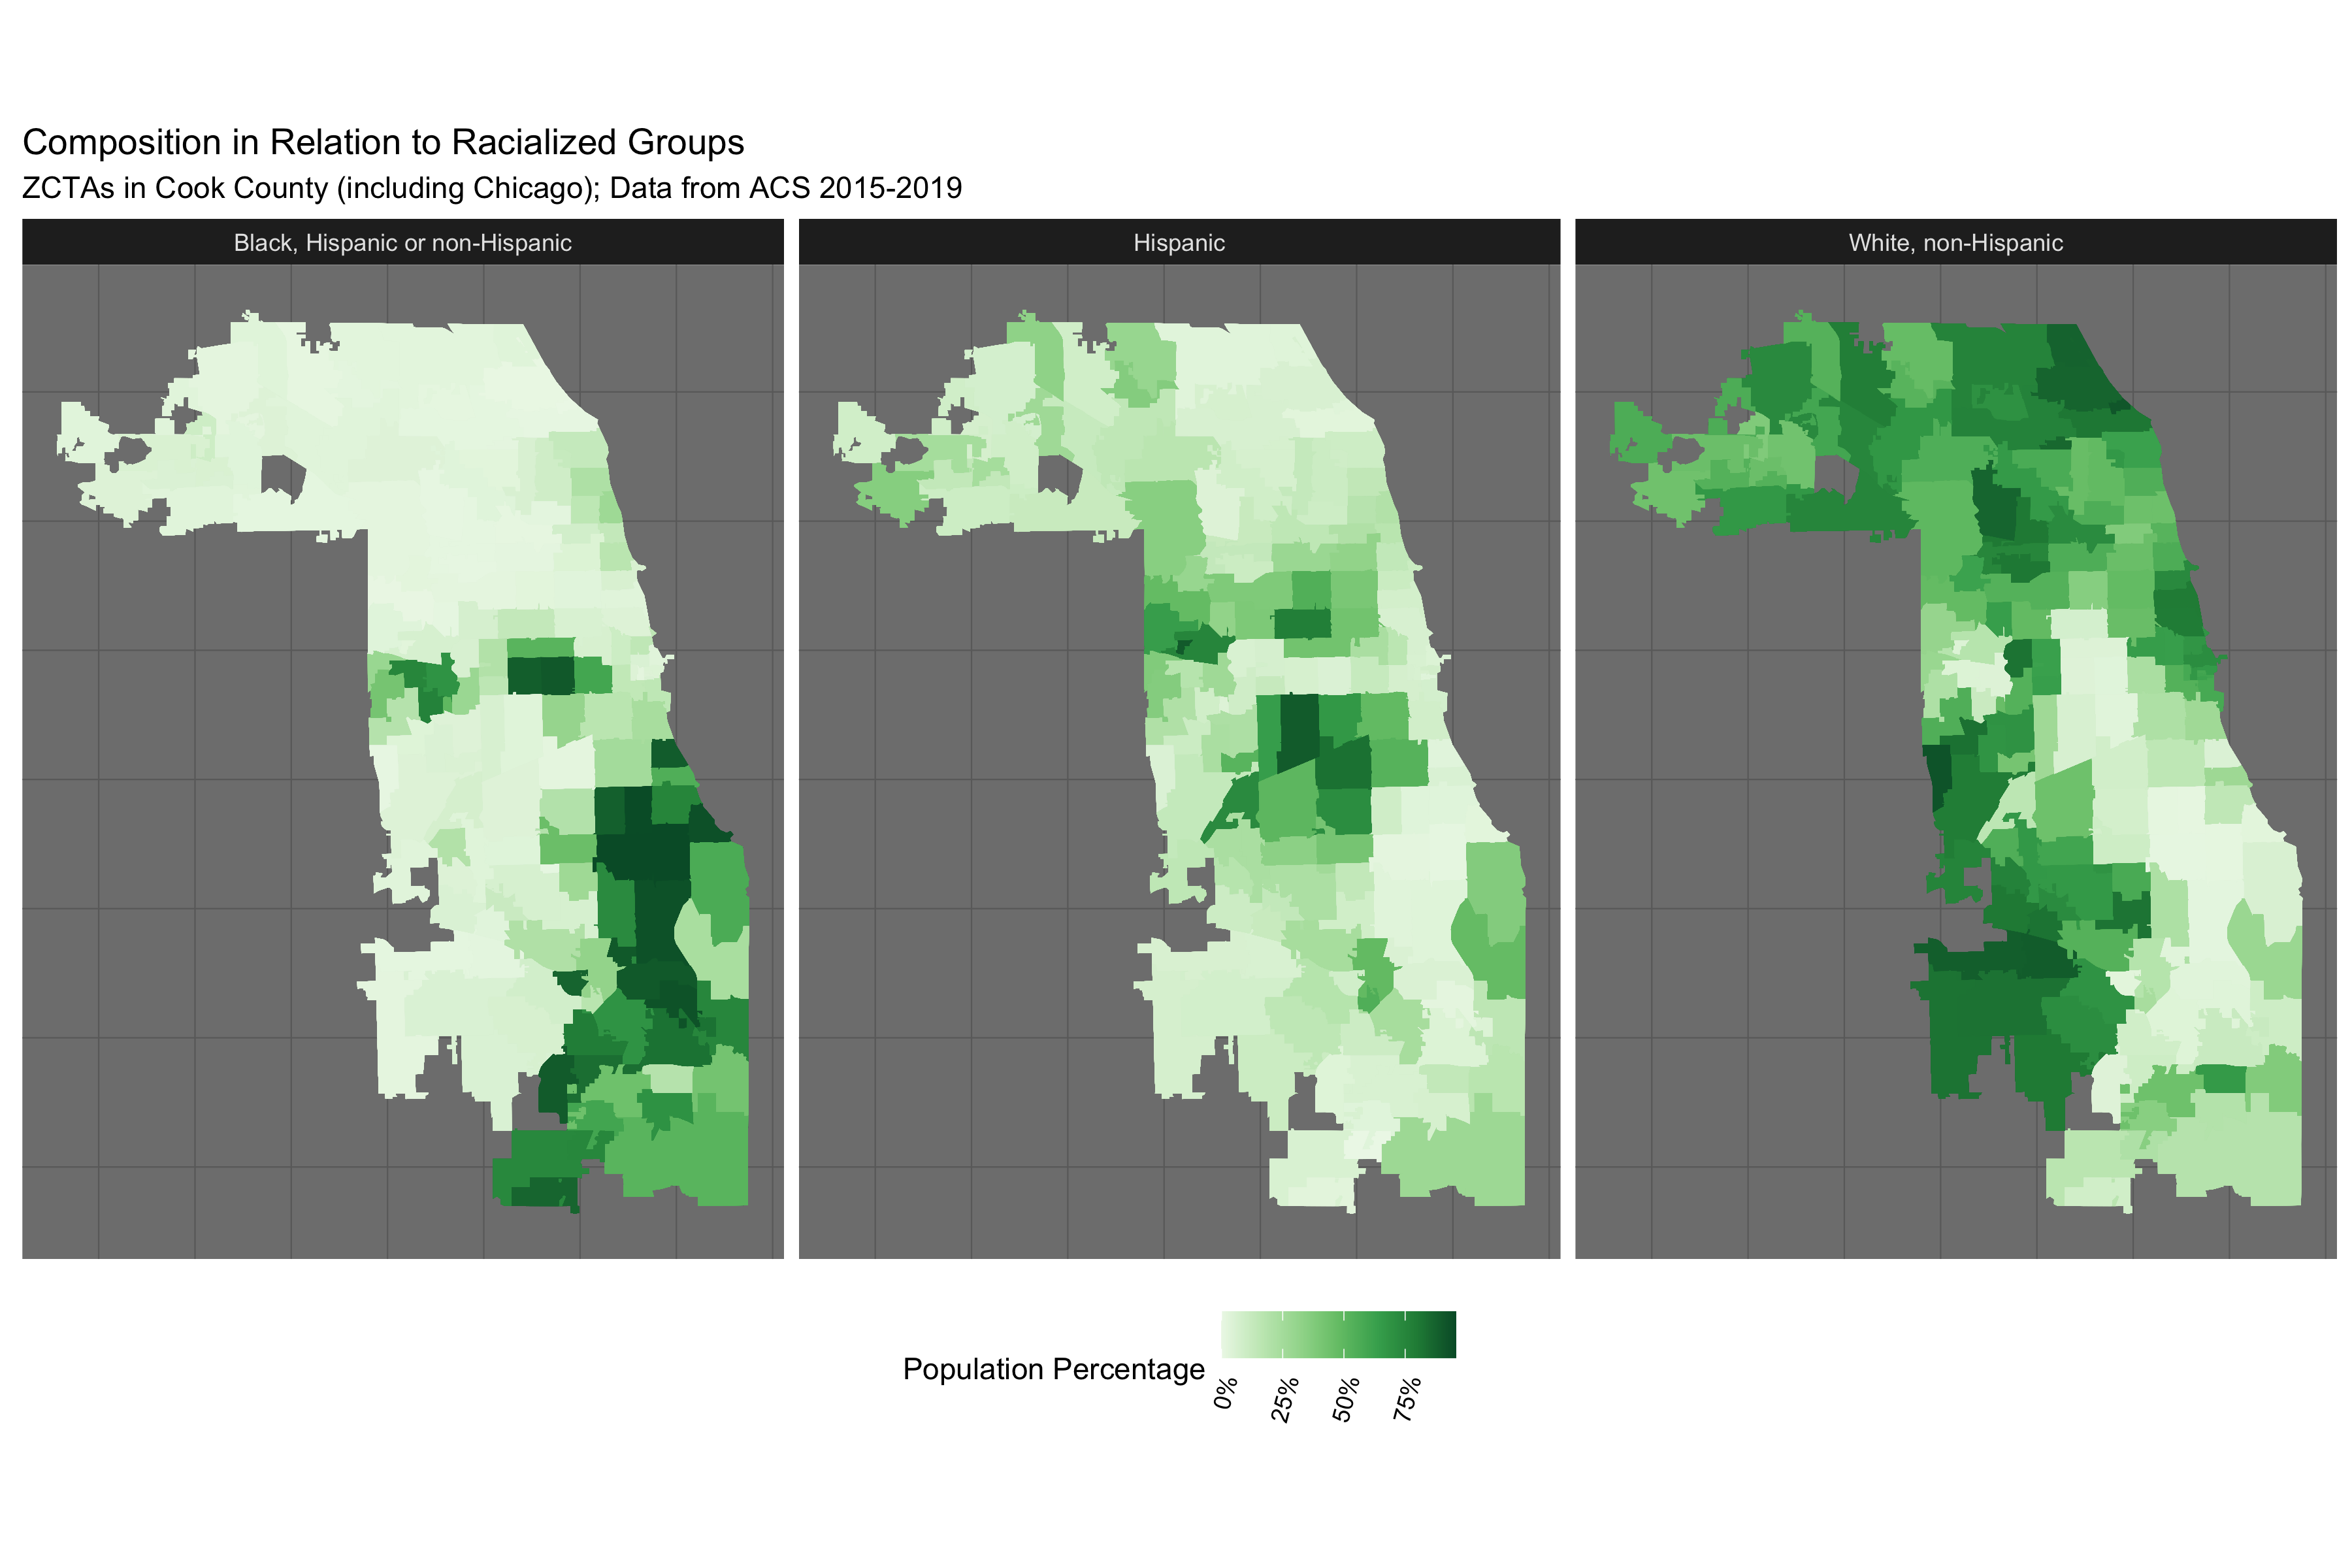 Composition in Relation to Racialized Groups
ZCTAs in Cook County (including Chicago); Data from ACS 2015-2019
Black, Hispanic or non-Hispanic
Hispanic
White, non-Hispanic
Population Percentage
0%
25%
50%
75%